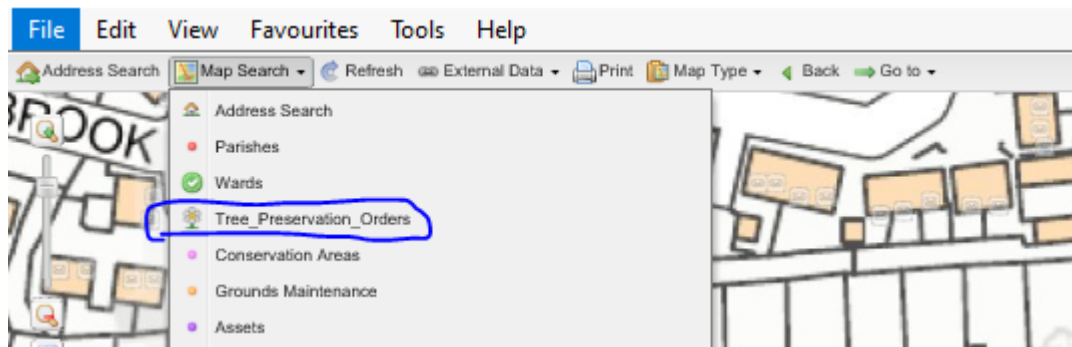 File Edit View Favourites Tools Help
Address Search Map Search Refresh External Data Print Map Type Back Go to
BROOK
Address Search
Parishes
Wards
Tree_Preservation_Orders
Conservation Areas
Grounds Maintenance
Assets